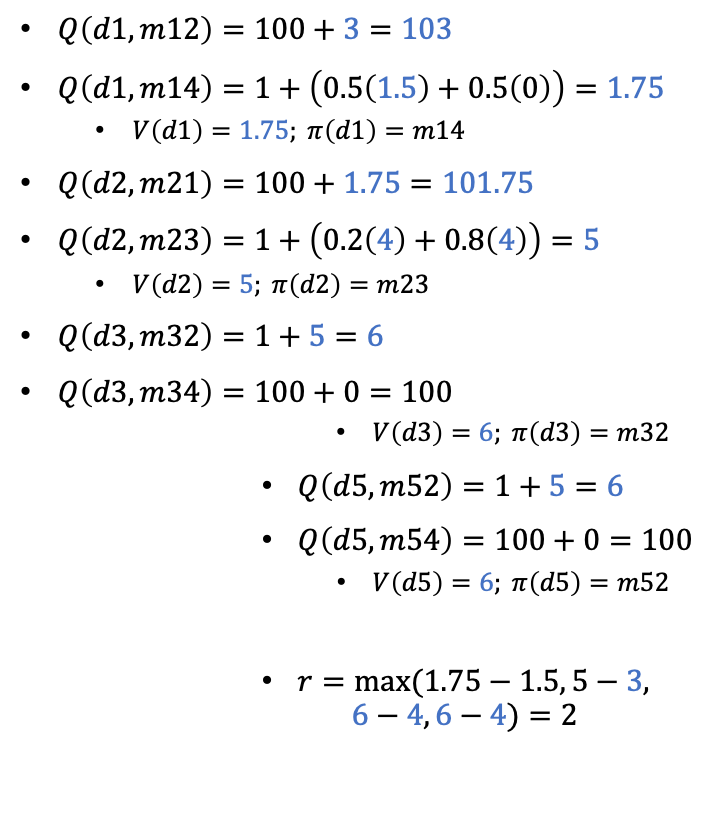 • Q(d1, m12) = 100 + 3 = 103
• Q(d1, m14) = 1 + (0.5(1.5) + 0.5(0)) = 1.75
• V(d1) = 1.75; π(d1) = m14
• Q(d2, m21) = 100 + 1.75 = 101.75
• Q(d2, m23) = 1 + (0.2(4) + 0.8(4)) = 5
• V(d2) = 5; π(d2) = m23
• Q(d3, m32) = 1 + 5 = 6
• Q(d3, m34) = 100 + 0 = 100
• V(d3) = 6; π(d3) = m32
• Q(d5, m52) = 1 + 5 = 6
• Q(d5, m54) = 100 + 0 = 100
• V(d5) = 6; π(d5) = m52
• r = max(1.75 − 1.5, 5 − 3,
6 − 4, 6 − 4) = 2